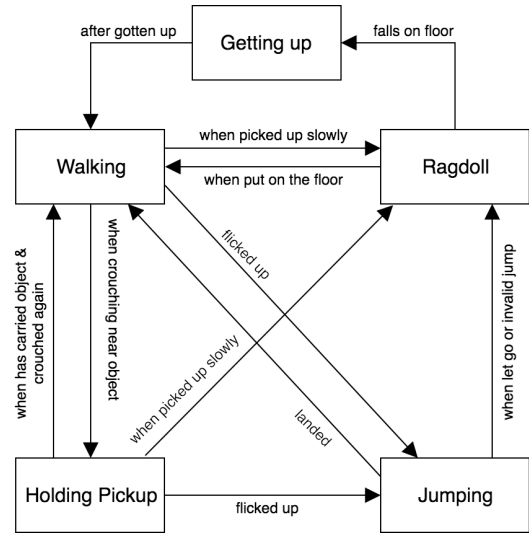 after gotten up
Getting up
falls on floor
Walking
when picked up slowly
when put on the floor
Ragdoll
when has carried object &
crouched again
when crouching near
object
flicked up
when picked up slowly
landed
when let go or invalid jump
Holding Pickup
flicked up
Jumping